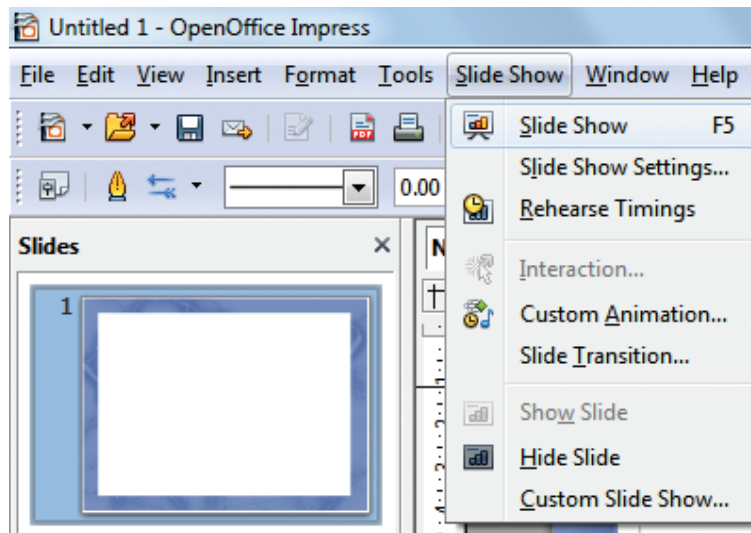 Untitled 1 - OpenOffice Impress
File Edit View Insert Format Tools Slide Show Window Help
Slide Show F5
Slide Show Settings...
0.00
Rehearse Timings
Slides
N
Interaction...
1
Custom Animation...
Slide Transition...
Show Slide
Hide Slide
Custom Slide Show...